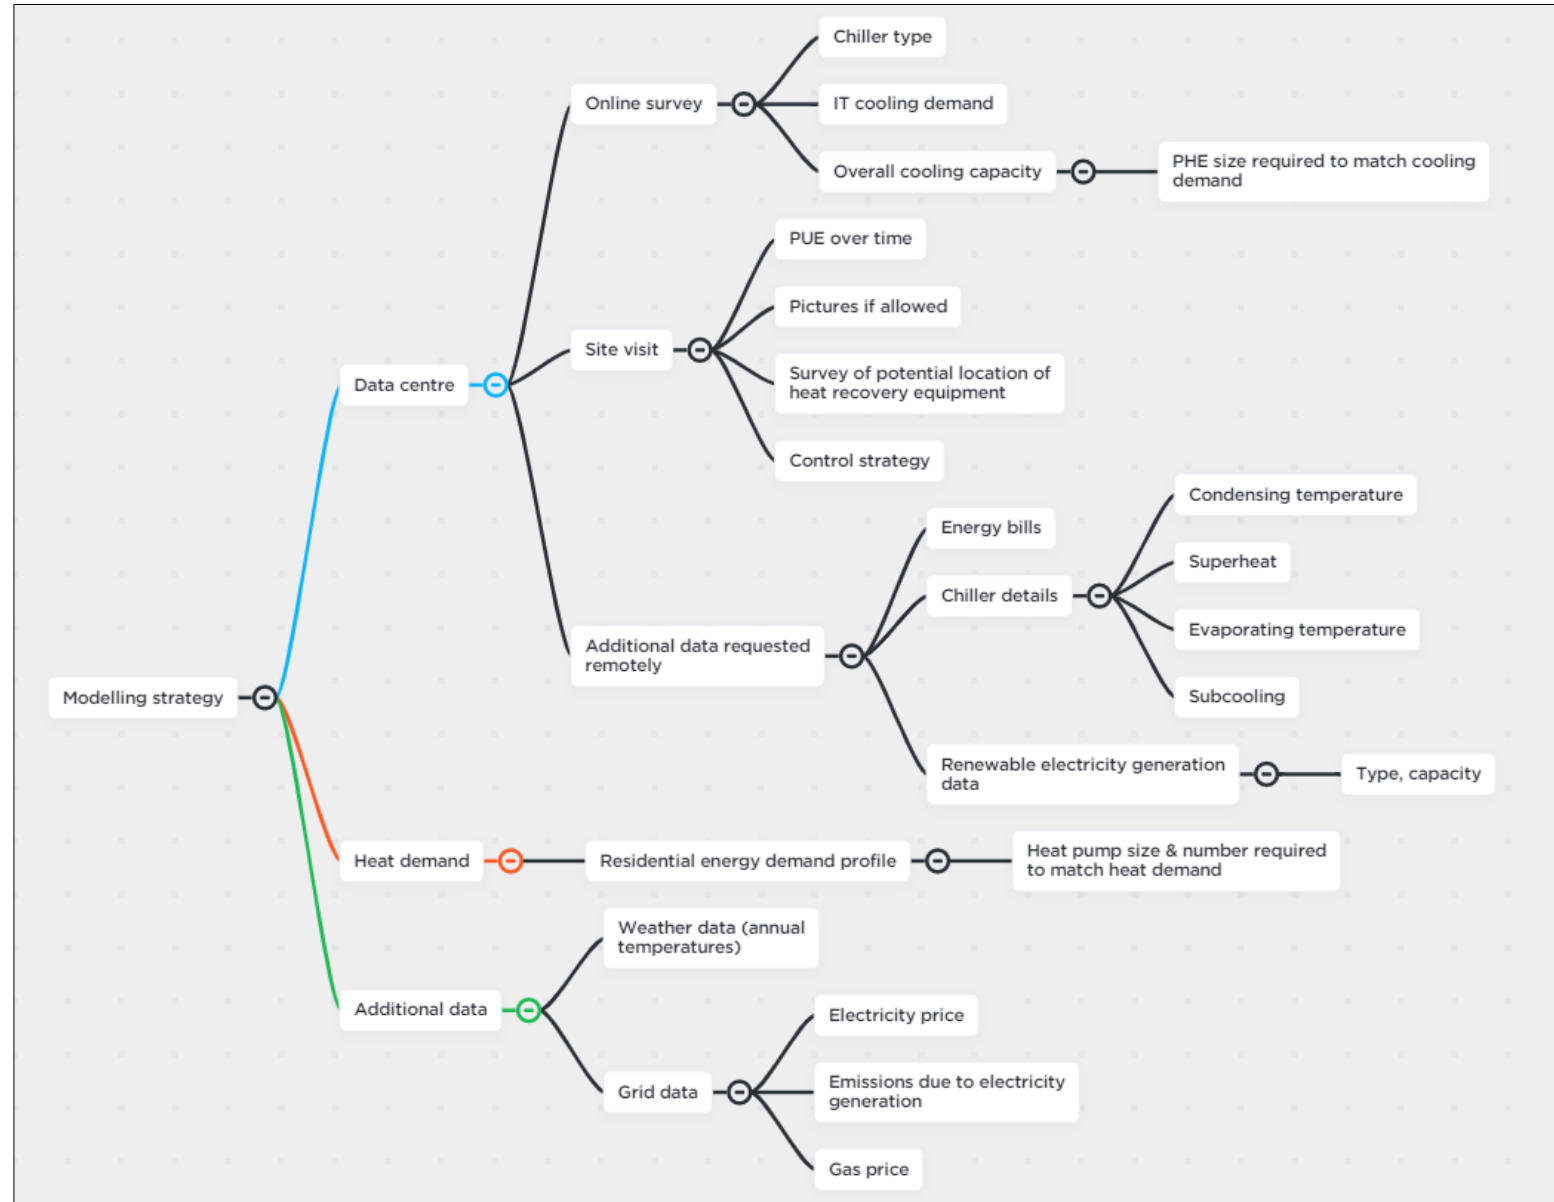 Chiller type
Online survey
IT cooling demand
Overall cooling capacity
PHE size required to match cooling
demand
PUE over time
Pictures if allowed
Site visit
Survey of potential location of
heat recovery equipment
Data centre
Control strategy
Condensing temperature
Energy bills
Superheat
Chiller details
Evaporating temperature
Additional data requested
remotely
Subcooling
Modelling strategy
Renewable electricity generation
data
Type, capacity
Heat demand
Residential energy demand profile
Heat pump size & number required
to match heat demand
Weather data (annual
temperatures)
Additional data
Electricity price
Grid data
Emissions due to electricity
generation
Gas price